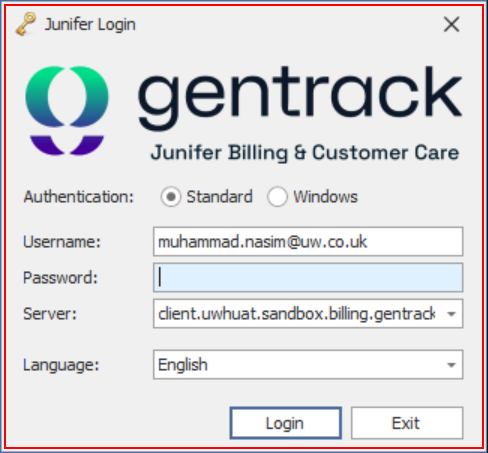 Junifer Login
gentrack
Junifer Billing & Customer Care
Authentication: Standard Windows
Username: muhammad.nasim@uw.co.uk
Password:
Server: client.uwhuat.sandbox.billing.gentrack
Language: English
Login Exit